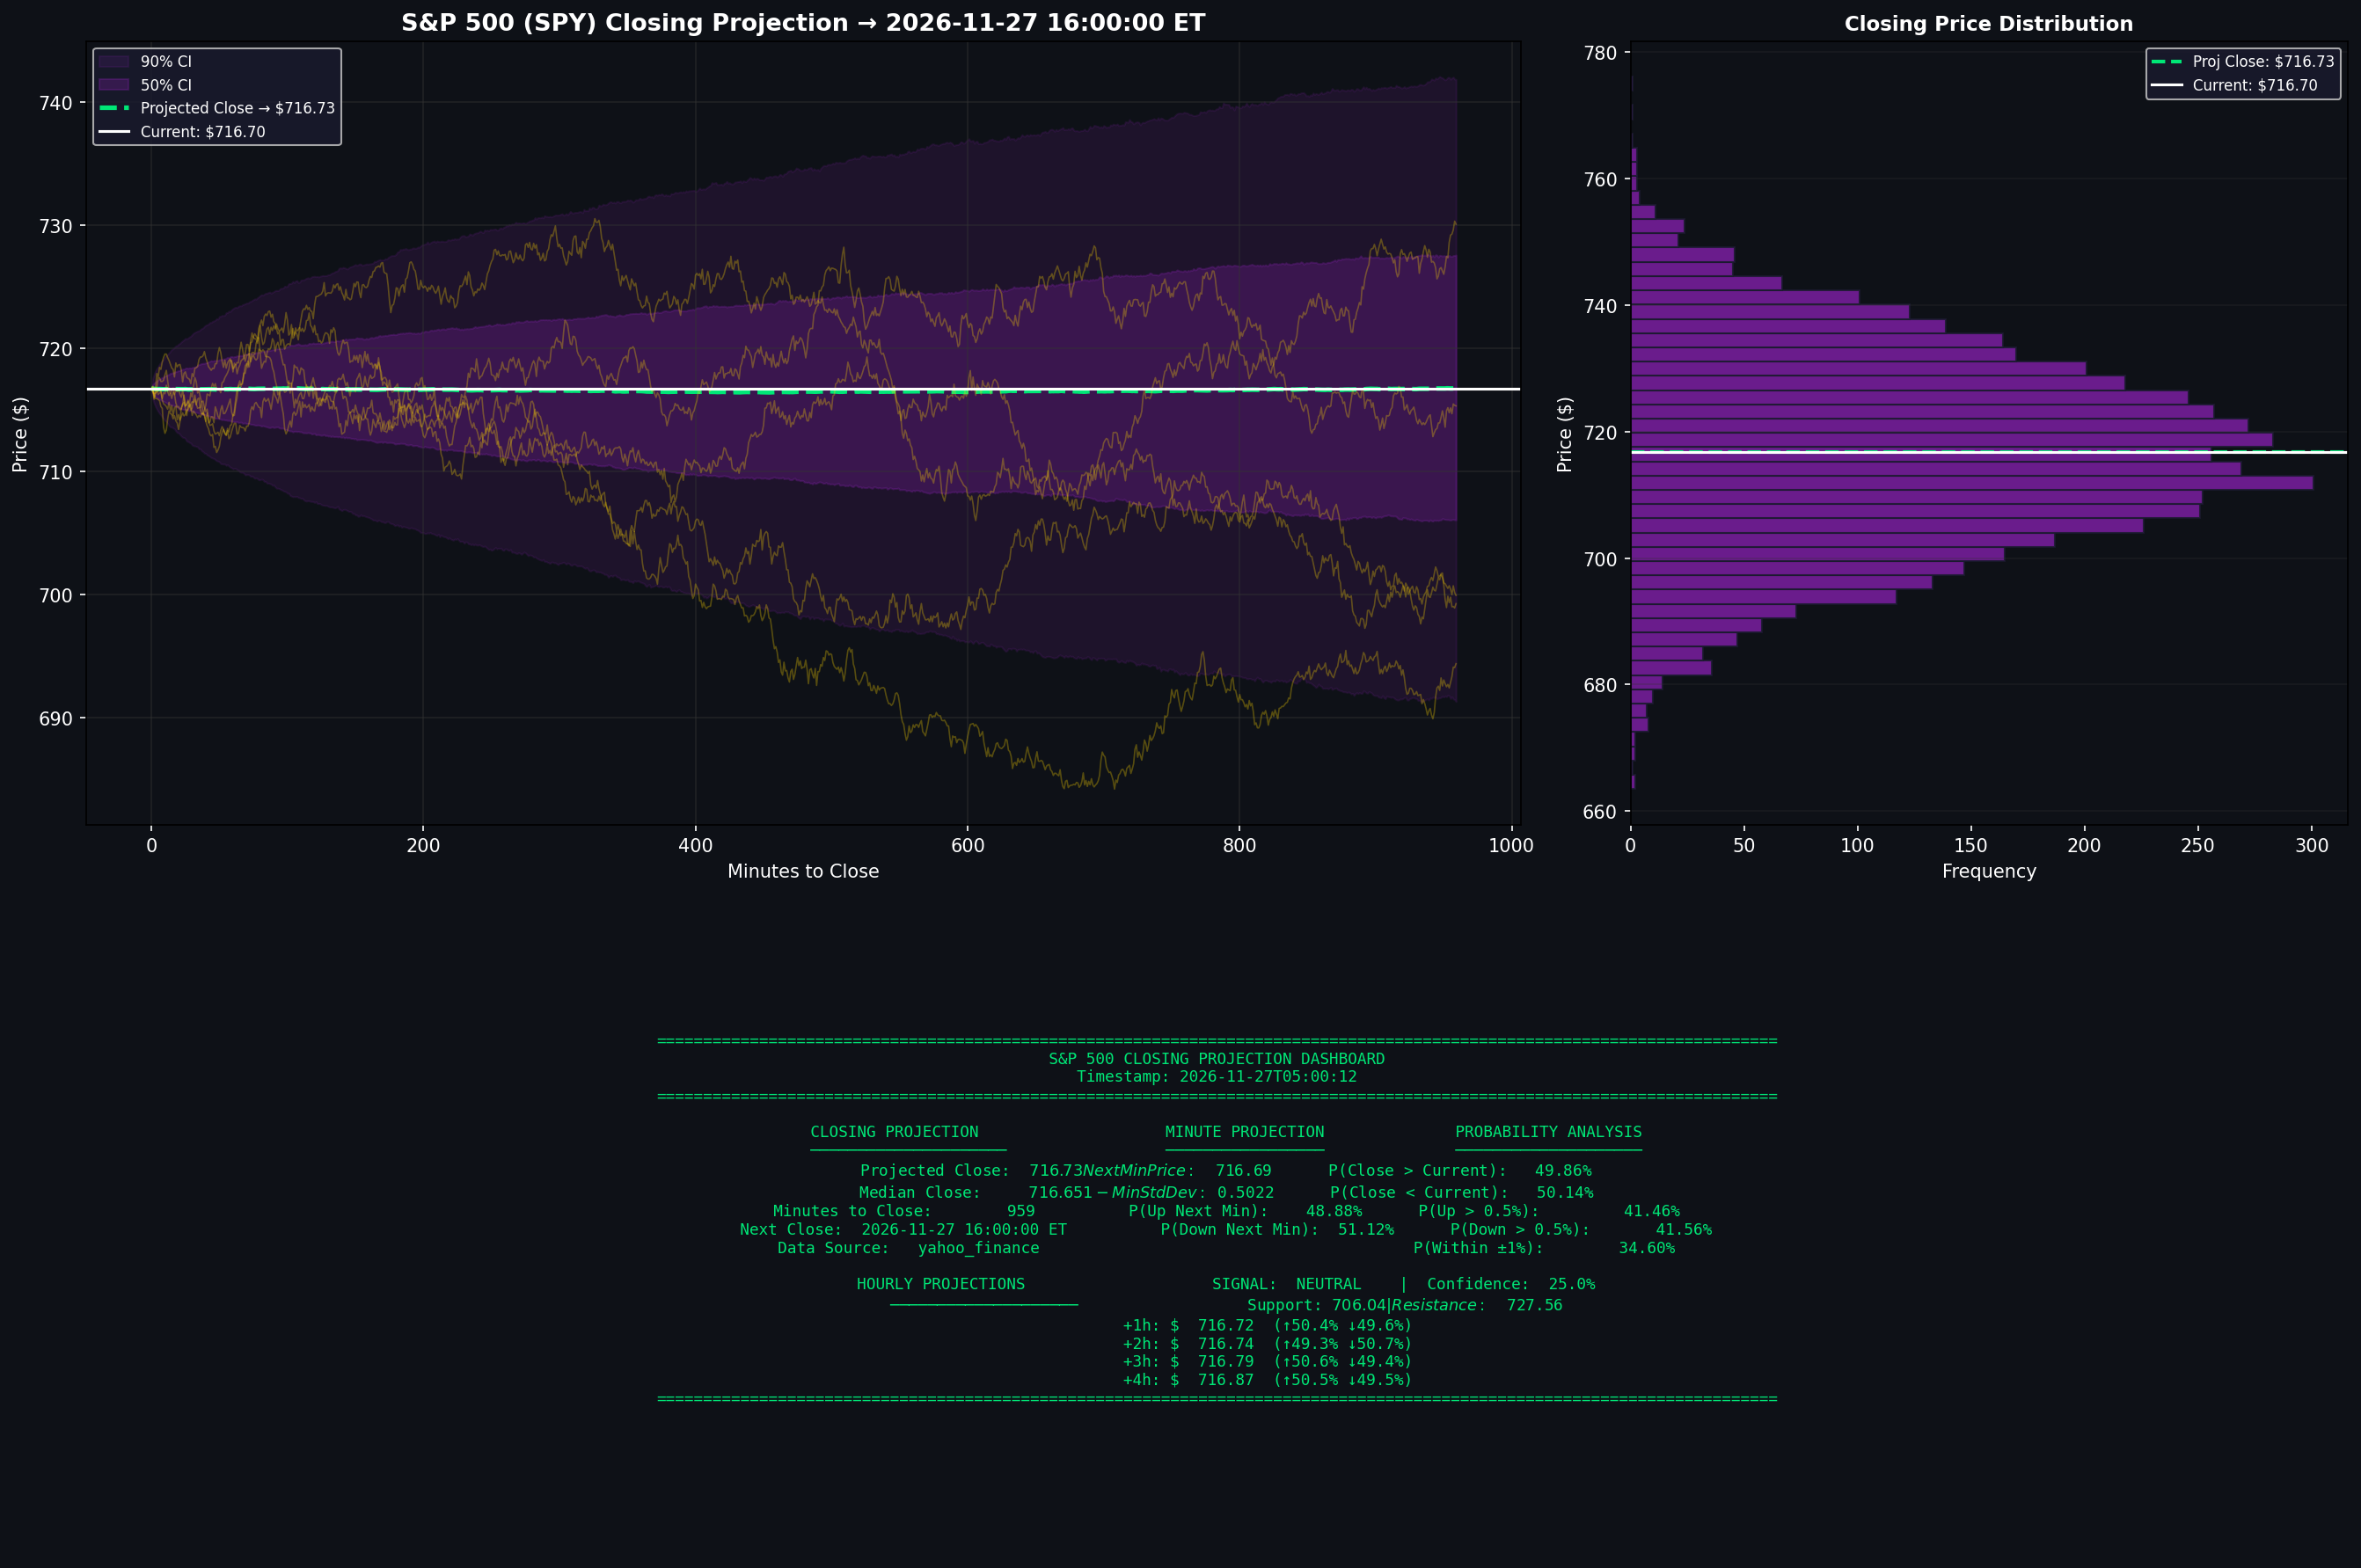 S&P 500 (SPY) Closing Projection → 2026-11-27 16:00:00 ET
90% CI
50% CI
Projected Close → $716.73
Current: $716.70
740
730
720
710
700
690
Price ($)
0 200 400 600 800 1000
Minutes to Close
Closing Price Distribution
Proj Close: $716.73
Current: $716.70
780
760
740
720
700
680
660
Price ($)
0 50 100 150 200 250 300
Frequency
S&P 500 CLOSING PROJECTION DASHBOARD
Timestamp: 2026-11-27T05:00:12
CLOSING PROJECTION MINUTE PROJECTION PROBABILITY ANALYSIS
Projected Close: 716.73NextMinPrice: 716.69 P(Close > Current): 49.86%
Median Close: 716.651-MinStdDev: 0.5022 P(Close < Current): 50.14%
Minutes to Close: 959 P(Up Next Min): 48.88% P(Up > 0.5%): 41.46%
Next Close: 2026-11-27 16:00:00 ET P(Down Next Min): 51.12% P(Down > 0.5%): 41.56%
Data Source: yahoo_finance P(Within ±1%): 34.60%
HOURLY PROJECTIONS SIGNAL: NEUTRAL | Confidence: 25.0%
Support: 706.04|Resistance: 727.56
+1h: $ 716.72 (↑50.4% ↓49.6%)
+2h: $ 716.74 (↑49.3% ↓50.7%)
+3h: $ 716.79 (↑50.6% ↓49.4%)
+4h: $ 716.87 (↑50.5% ↓49.5%)